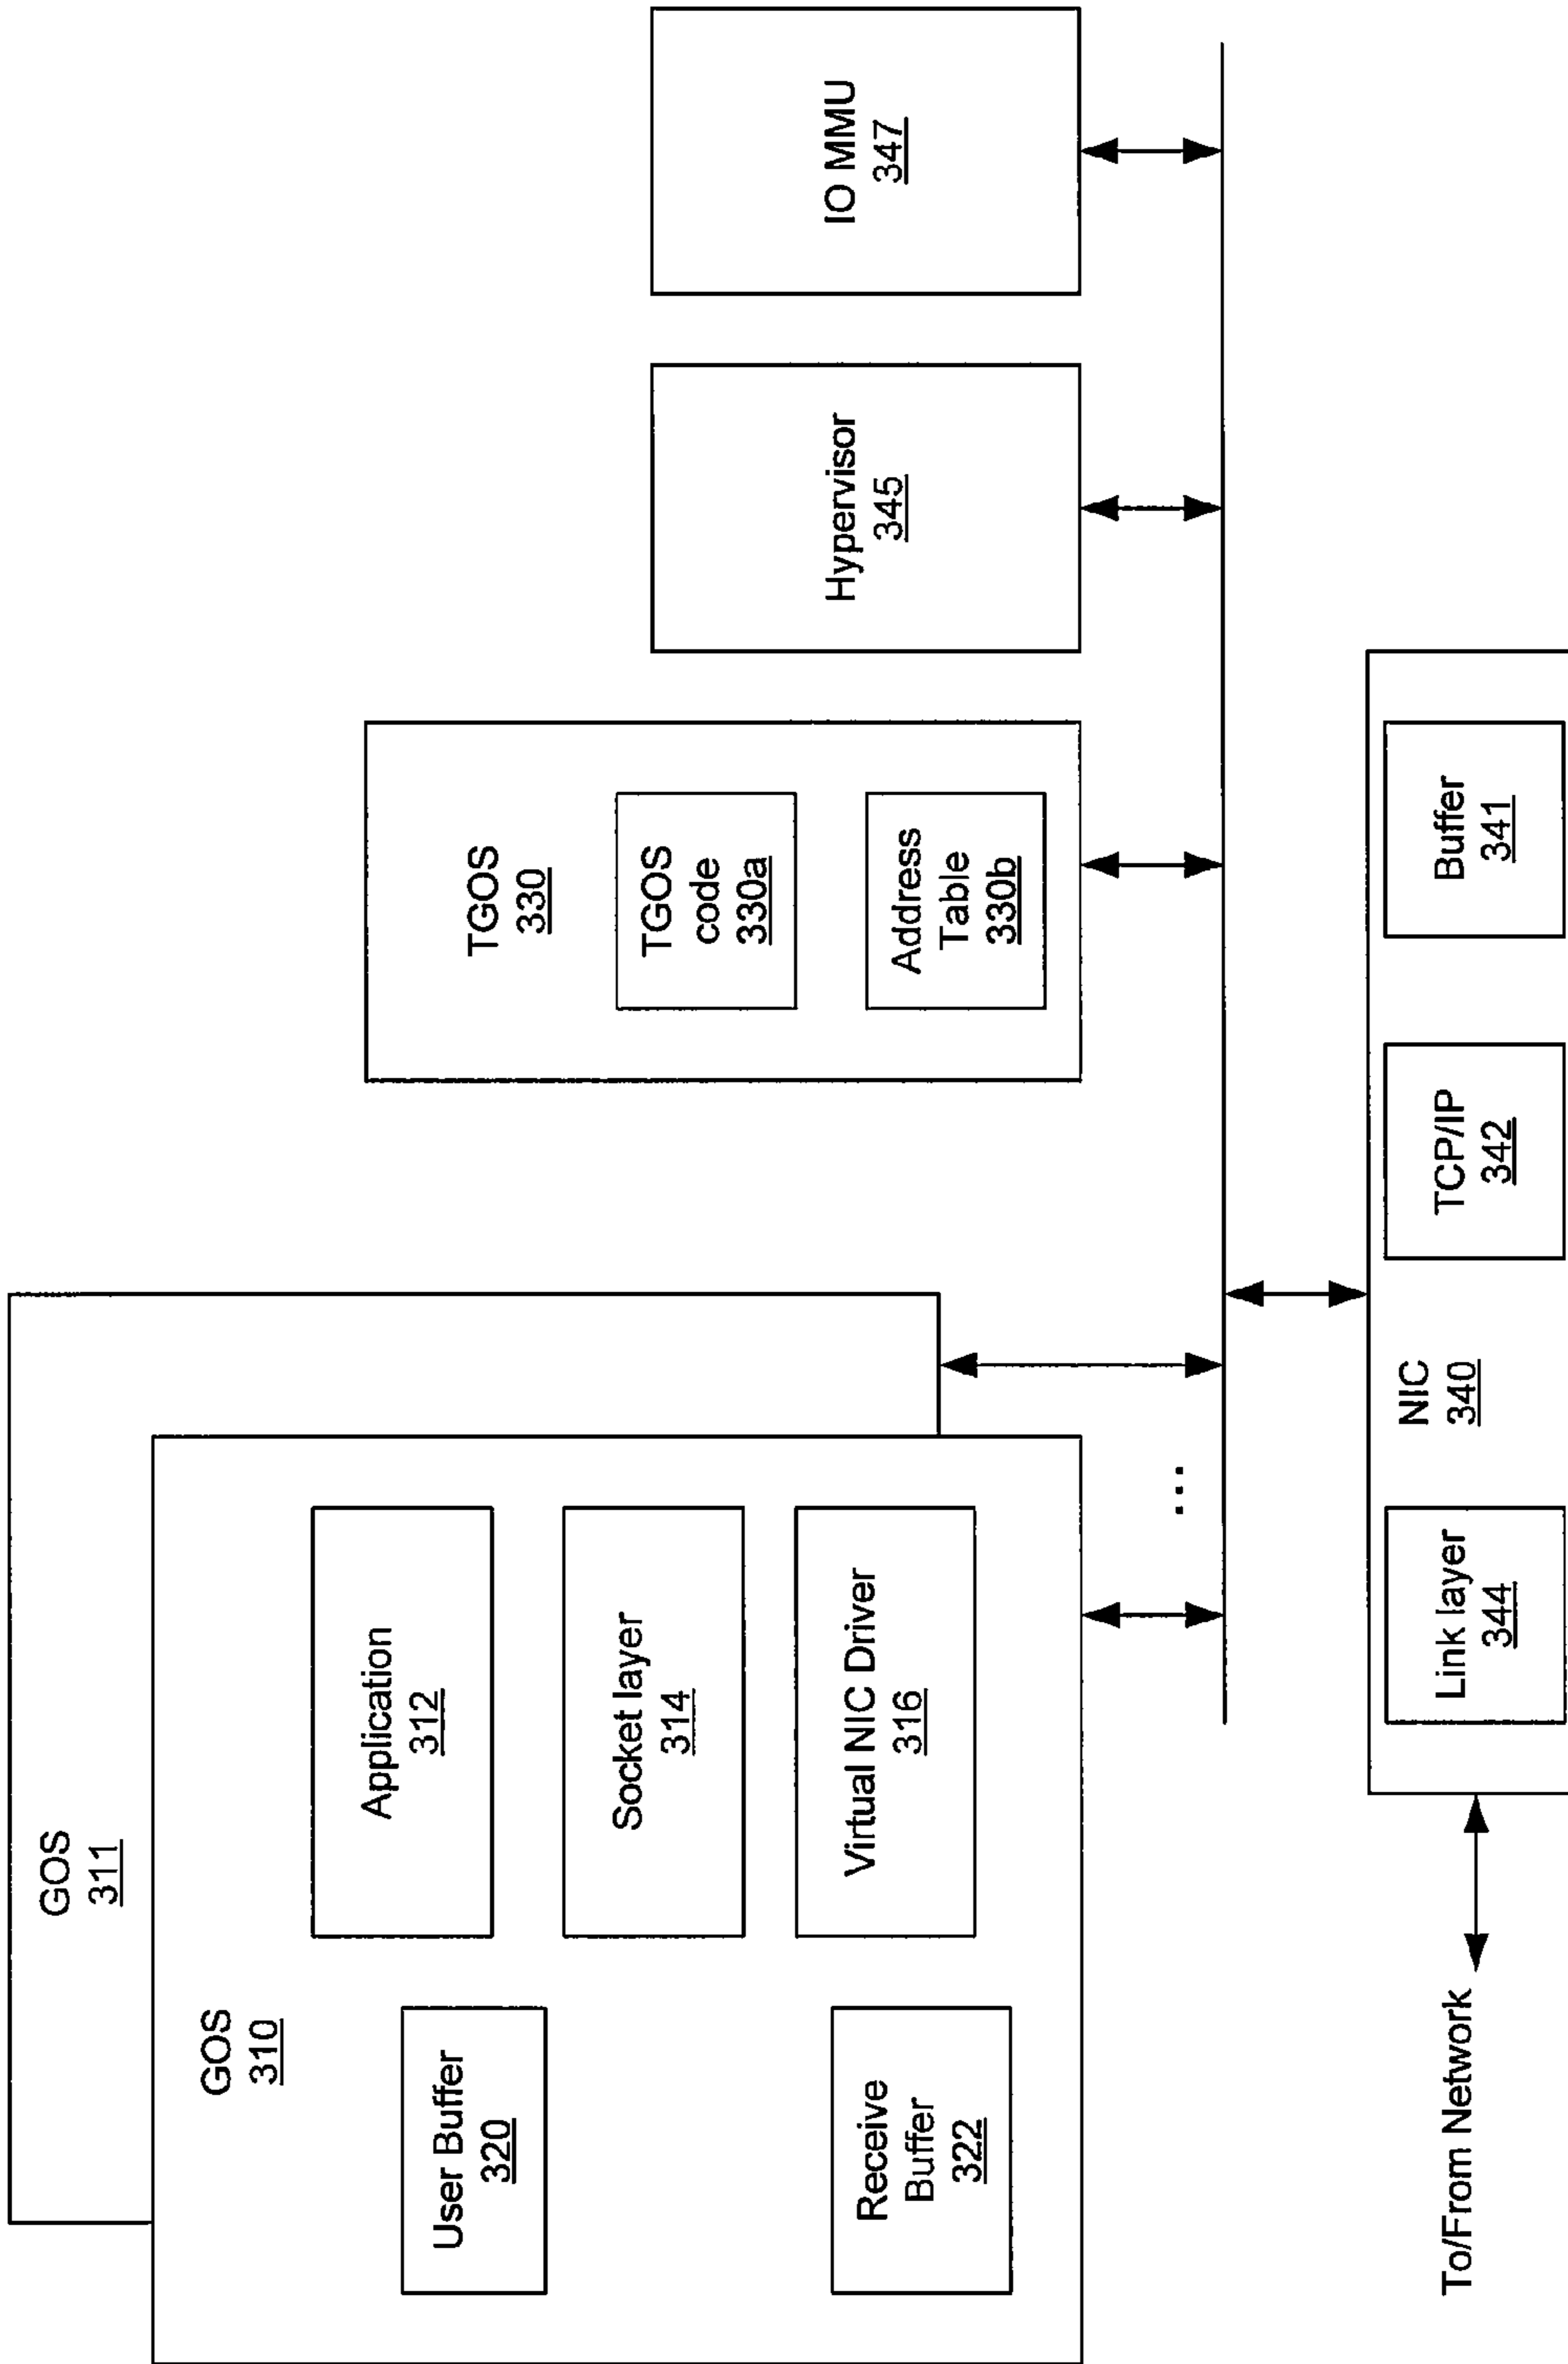 GOS
311
GOS
310
User Buffer
320
Receive
Buffer
322
Application
312
Socket layer
314
Virtual NIC Driver
316
...
TGOS
330
TGOS
code
330a
Address
Table
330b
Hypervisor
345
IO MMU
347
To/From Network
Link layer
344
NIC
340
TCP/IP
342
Buffer
341